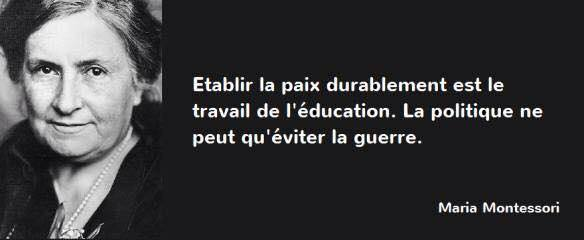 Etablir la paix durablement est le
travail de l'éducation. La politique ne
peut qu'éviter la guerre.
Maria Montessori